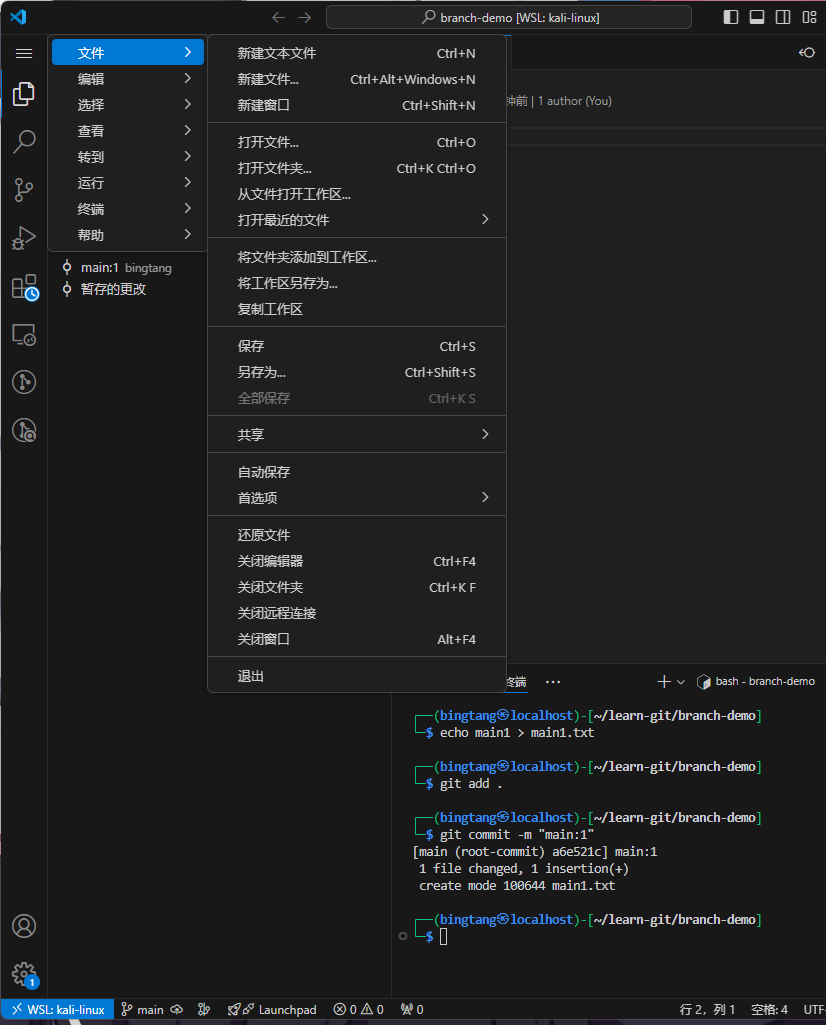 branch-demo [WSL: kali-linux]
文件
编辑
选择
查看
转到
运行
终端
帮助
新建文本文件 Ctrl+N
新建文件... Ctrl+Alt+Windows+N
新建窗口 Ctrl+Shift+N
打开文件... Ctrl+O
打开文件夹... Ctrl+K Ctrl+O
从文件打开工作区...
打开最近的文件
将文件夹添加到工作区...
将工作区另存为...
复制工作区
保存 Ctrl+S
另存为... Ctrl+Shift+S
全部保存 Ctrl+K S
共享
自动保存
首选项
还原文件
关闭编辑器 Ctrl+F4
关闭文件夹 Ctrl+K F
关闭远程连接
关闭窗口 Alt+F4
退出
钟前 | 1 author (You)
main:1 bingtang
暂存的更改
终端 ··· bash - branch-demo
┌──(bingtang㉿localhost)-[~/learn-git/branch-demo]
└─$ echo main1 > main1.txt
┌──(bingtang㉿localhost)-[~/learn-git/branch-demo]
└─$ git add .
┌──(bingtang㉿localhost)-[~/learn-git/branch-demo]
└─$ git commit -m "main:1"
[main (root-commit) a6e521c] main:1
1 file changed, 1 insertion(+)
create mode 100644 main1.txt
┌──(bingtang㉿localhost)-[~/learn-git/branch-demo]
└─$
1
WSL: kali-linux main Launchpad 0 0 0 行 2，列 1 空格: 4 UTF-